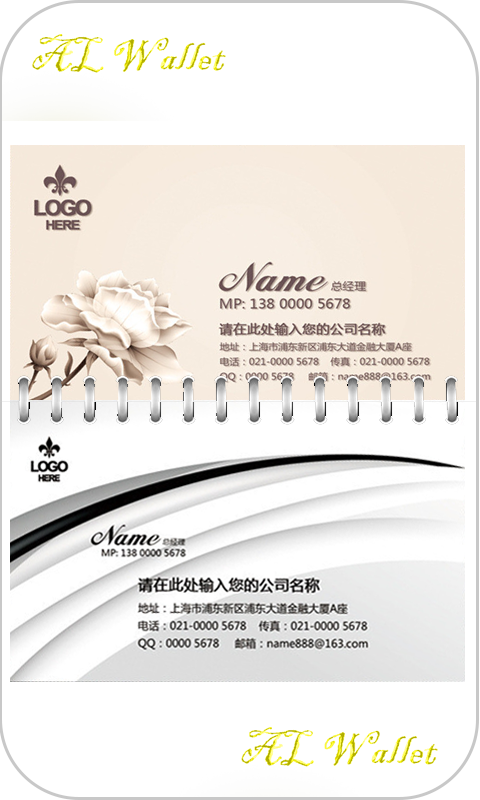 AL Wallet
LOGO
HERE
Name 总经理
MP: 138 0000 5678
请在此处输入您的公司名称
地址：上海市浦东新区浦东大道金融大厦A座
电话：021-0000 5678 传真：021-0000 5678
QQ：0000 5678 邮箱：name888@163.com
LOGO
HERE
Name 总经理
MP: 138 0000 5678
请在此处输入您的公司名称
地址：上海市浦东新区浦东大道金融大厦A座
电话：021-0000 5678 传真：021-0000 5678
QQ：0000 5678 邮箱：name888@163.com
AL Wallet